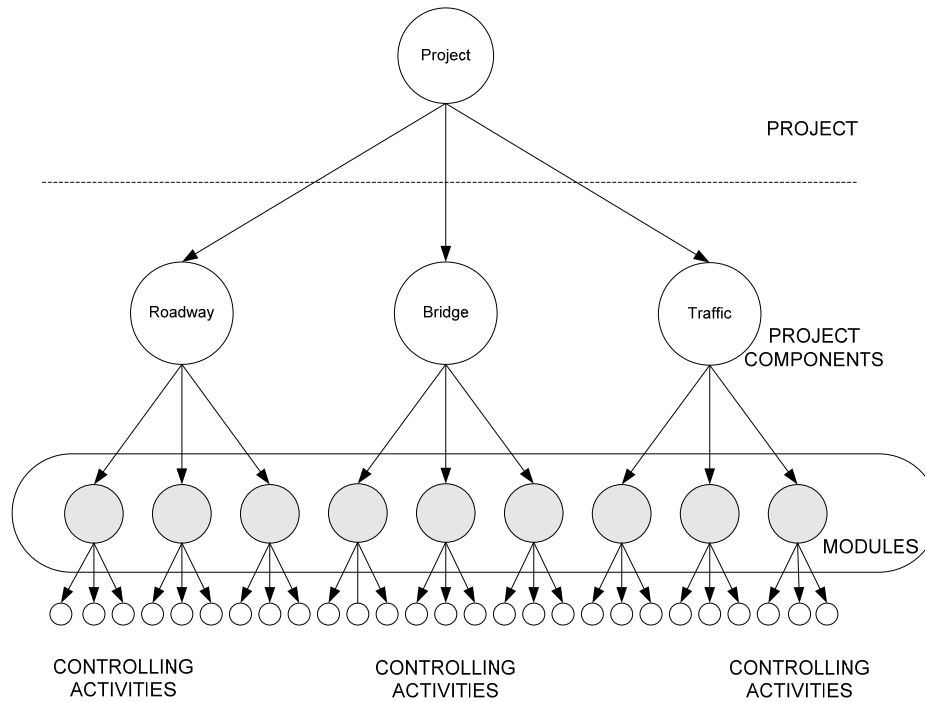 Project
PROJECT
Roadway
Bridge
Traffic
PROJECT
COMPONENTS
MODULES
CONTROLLING
ACTIVITIES
CONTROLLING
ACTIVITIES
CONTROLLING
ACTIVITIES